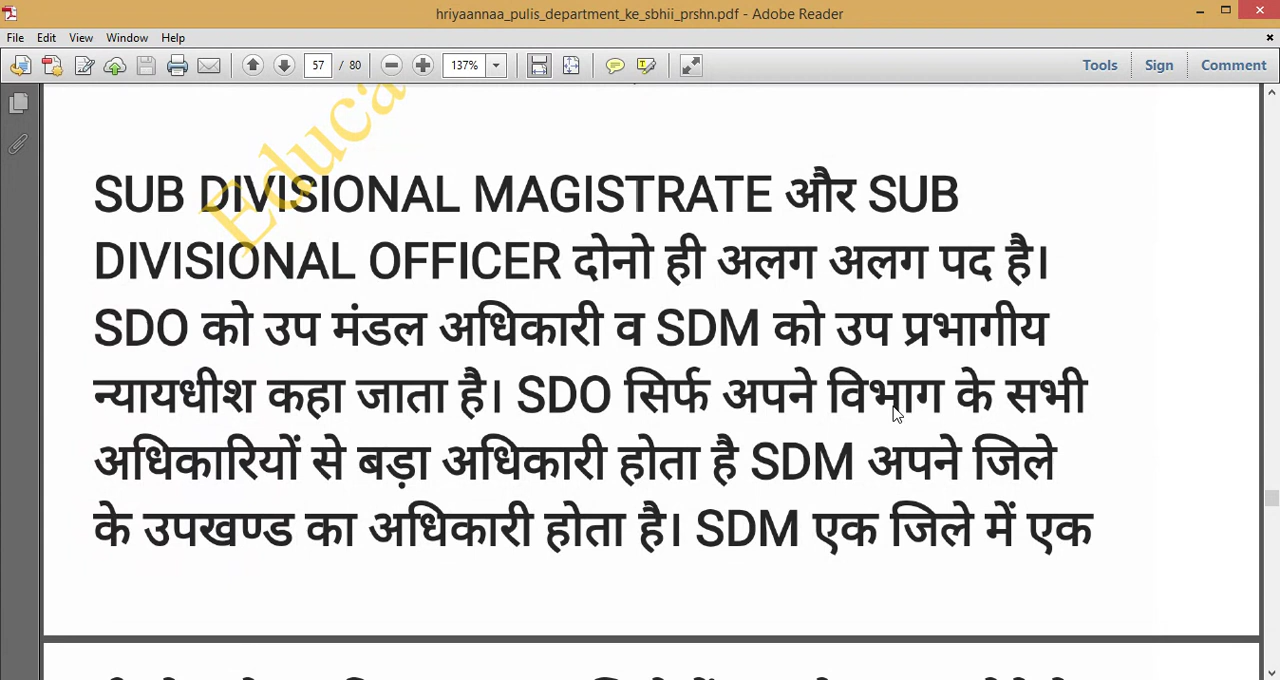 hriyaannaa_pulis_department_ke_sbhii_prshn.pdf - Adobe Reader
File Edit View Window Help
57 / 80 137% Tools Sign Comment
Educa
SUB DIVISIONAL MAGISTRATE और SUB
DIVISIONAL OFFICER दोनो ही अलग अलग पद है।
SDO को उप मंडल अधिकारी व SDM को उप प्रभागीय
न्यायधीश कहा जाता है। SDO सिर्फ अपने विभाग के सभी
अधिकारियों से बड़ा अधिकारी होता है SDM अपने जिले
के उपखण्ड का अधिकारी होता है। SDM एक जिले में एक